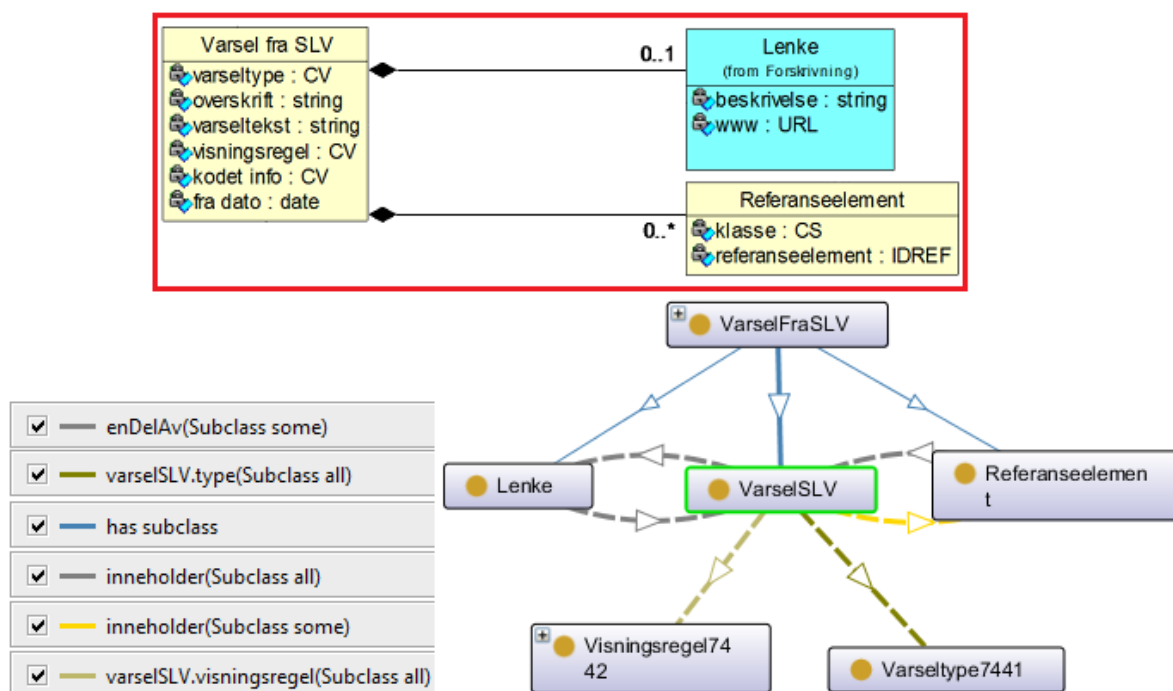 Varsel fra SLV
varseltype : CV
overskrift : string
varseltekst : string
visningsregel : CV
kodet info : CV
fra dato : date
0..1
Lenke
(from Forskrivning)
beskrivelse : string
www : URL
0..*
Referanseelement
klasse : CS
referanseelement : IDREF
VarselFraSLV
enDelAv(Subclass some)
varselSLV.type(Subclass all)
has subclass
inneholder(Subclass all)
inneholder(Subclass some)
varselSLV.visningsregel(Subclass all)
Lenke
VarselSLV
Referanseelemen
t
Visningsregel74
42
Varseltype7441